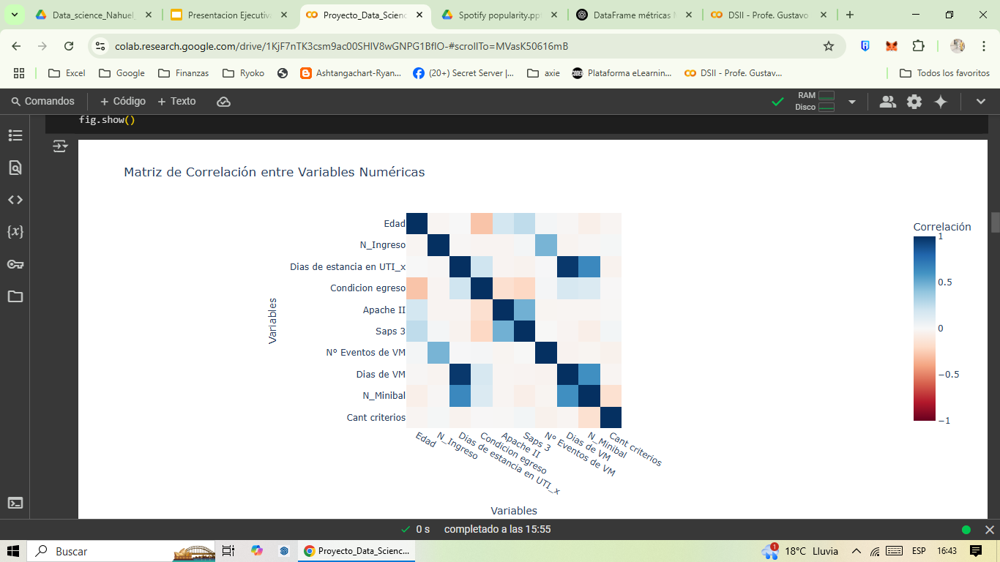 Data_science_Nahuel_
Presentacion Ejecutiva
Proyecto_Data_Scienc
Spotify popularity.pp
DataFrame métricas
DSII - Profe. Gustavo
colab.research.google.com/drive/1KjF7nTK3csm9ac00SHIV8wGNPG1BflO-#scrollTo=MVasK50616mB
Excel
Google
Finanzas
Ryoko
Ashtangachart-Ryan...
(20+) Secret Server |...
axie
Plataforma eLearnin...
DSII - Profe. Gustav...
Todos los favoritos
Comandos
+ Código
+ Texto
RAM
Disco
fig.show()
Matriz de Correlación entre Variables Numéricas
Edad
N_Ingreso
Dias de estancia en UTI_x
Condicion egreso
Apache II
Saps 3
N° Eventos de VM
Dias de VM
N_Minibal
Cant criterios
Variables
Edad
N_Ingreso
Dias de estancia en UTI_x
Condicion egreso
Apache II
Saps 3
N° Eventos de VM
Dias de VM
N_Minibal
Cant criterios
Variables
Correlación
1
0.5
0
−0.5
−1
0 s
completado a las 15:55
Buscar
Proyecto_Data_Scienc...
1
18°C Lluvia
ESP
16:43